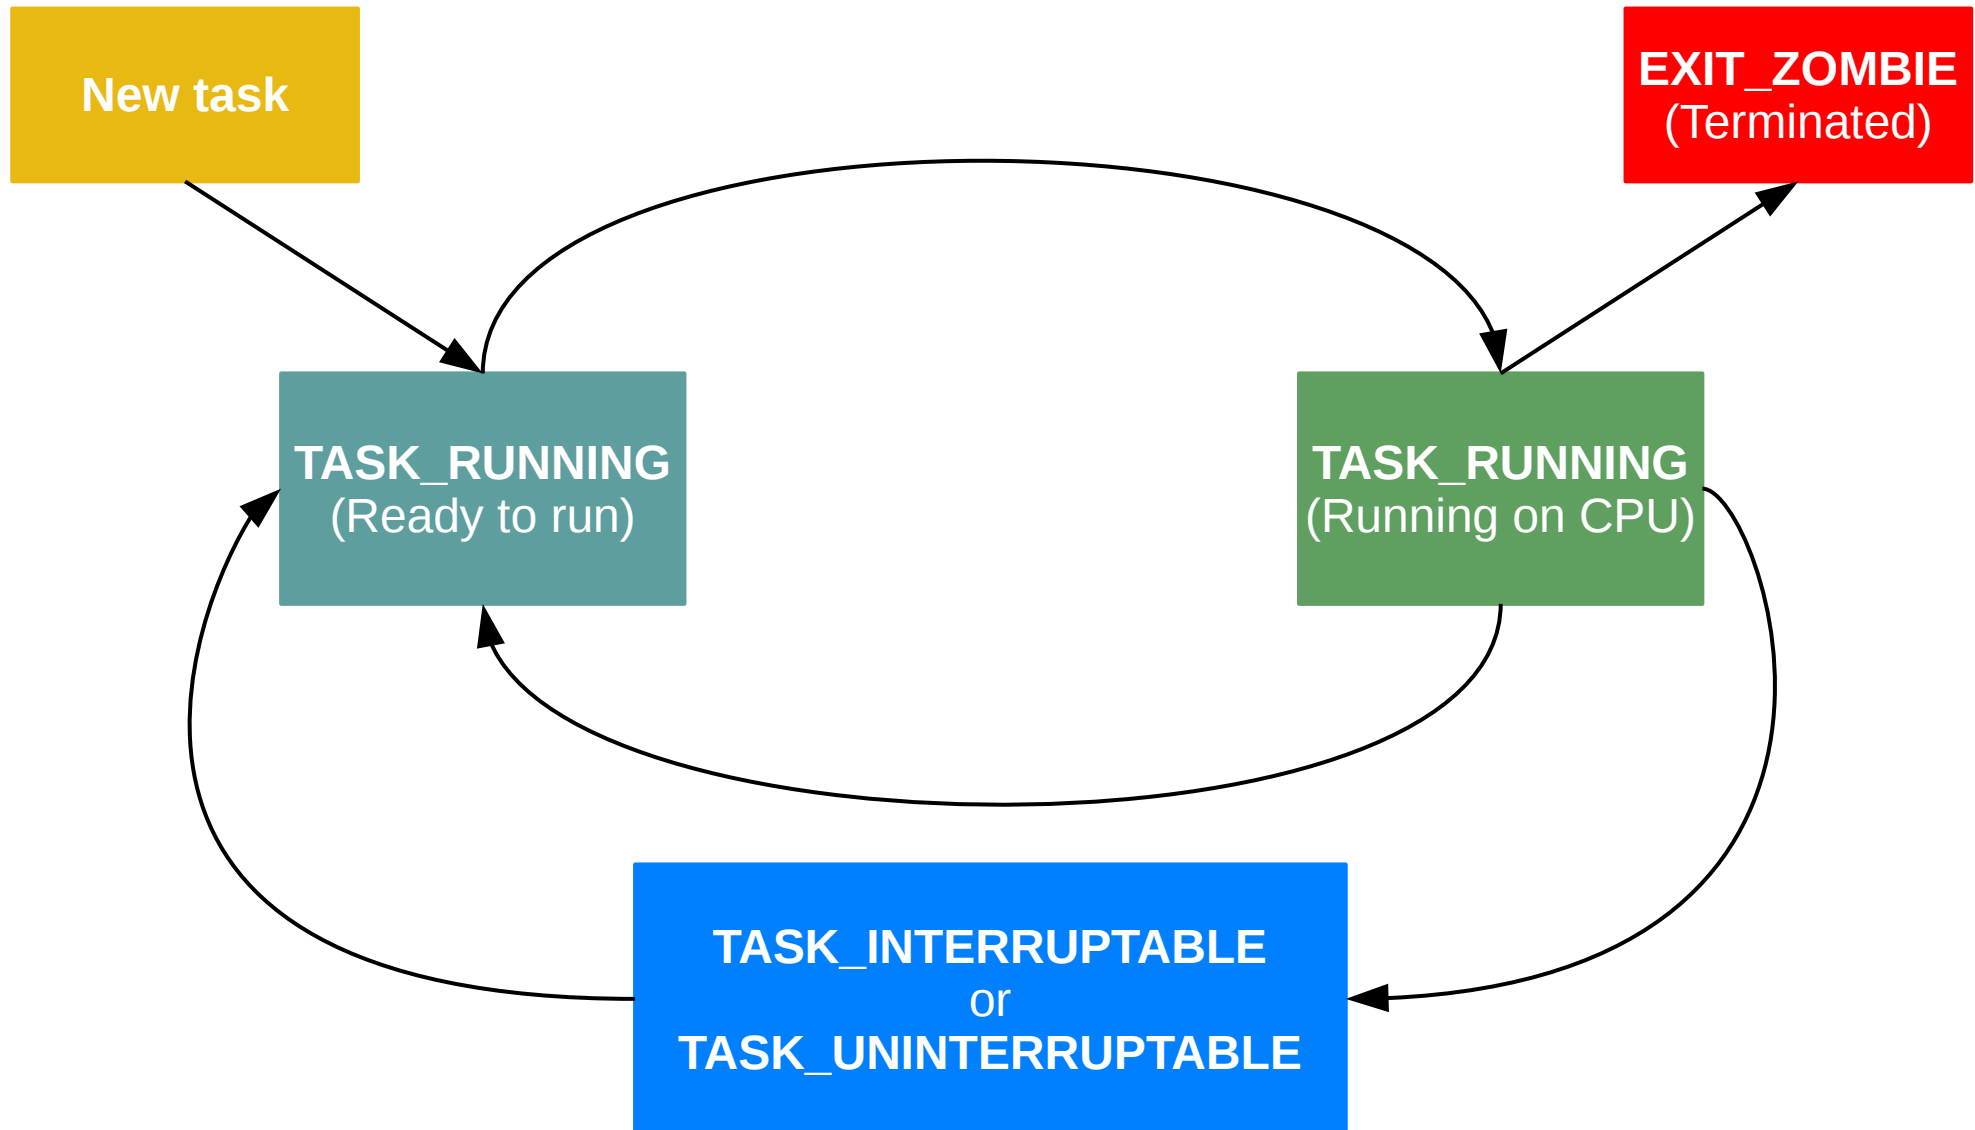 New task
EXIT_ZOMBIE
(Terminated)
TASK_RUNNING
(Ready to run)
TASK_RUNNING
(Running on CPU)
TASK_INTERRUPTABLE
or
TASK_UNINTERRUPTABLE